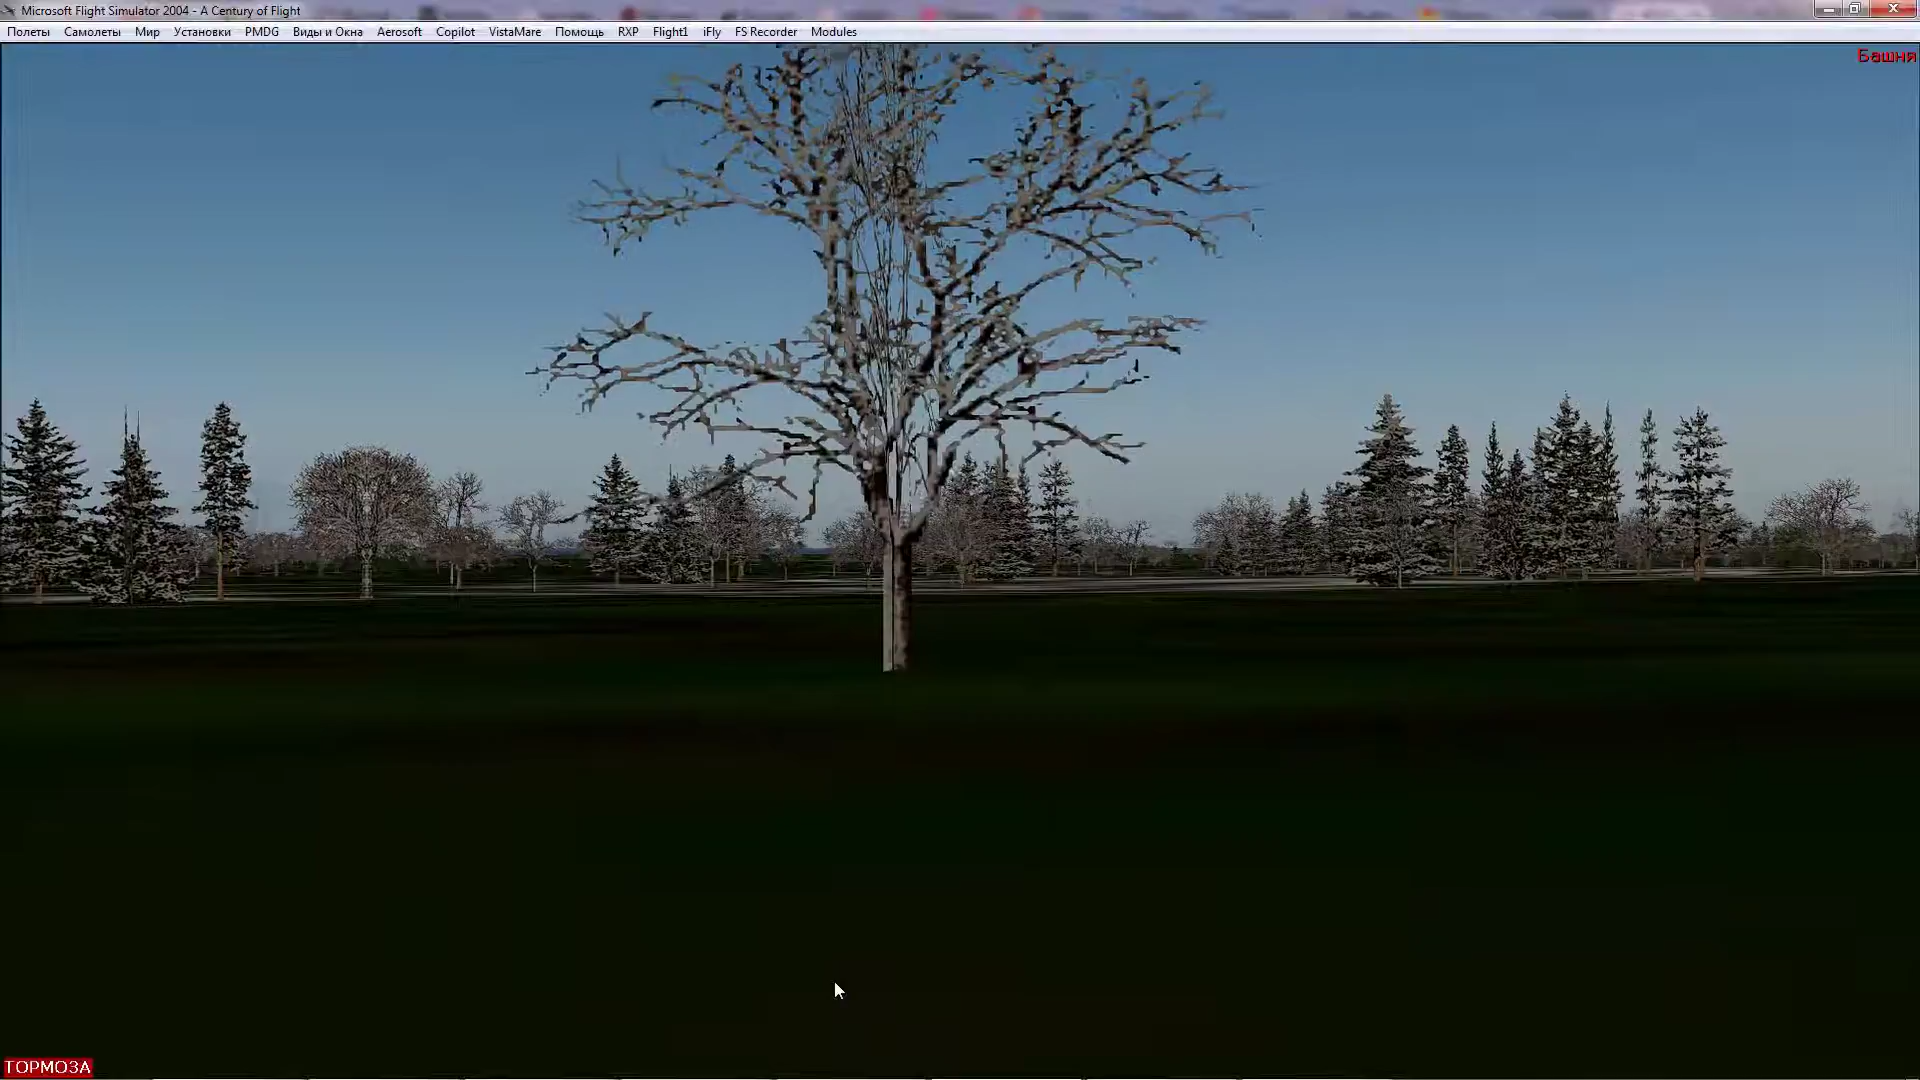 Microsoft Flight Simulator 2004 - A Century of Flight
Полеты Самолеты Мир Установки PMDG Виды и Окна Aerosoft Copilot VistaMare Помощь RXP Flight1 iFly FS Recorder Modules
Башня
ТОРМОЗА